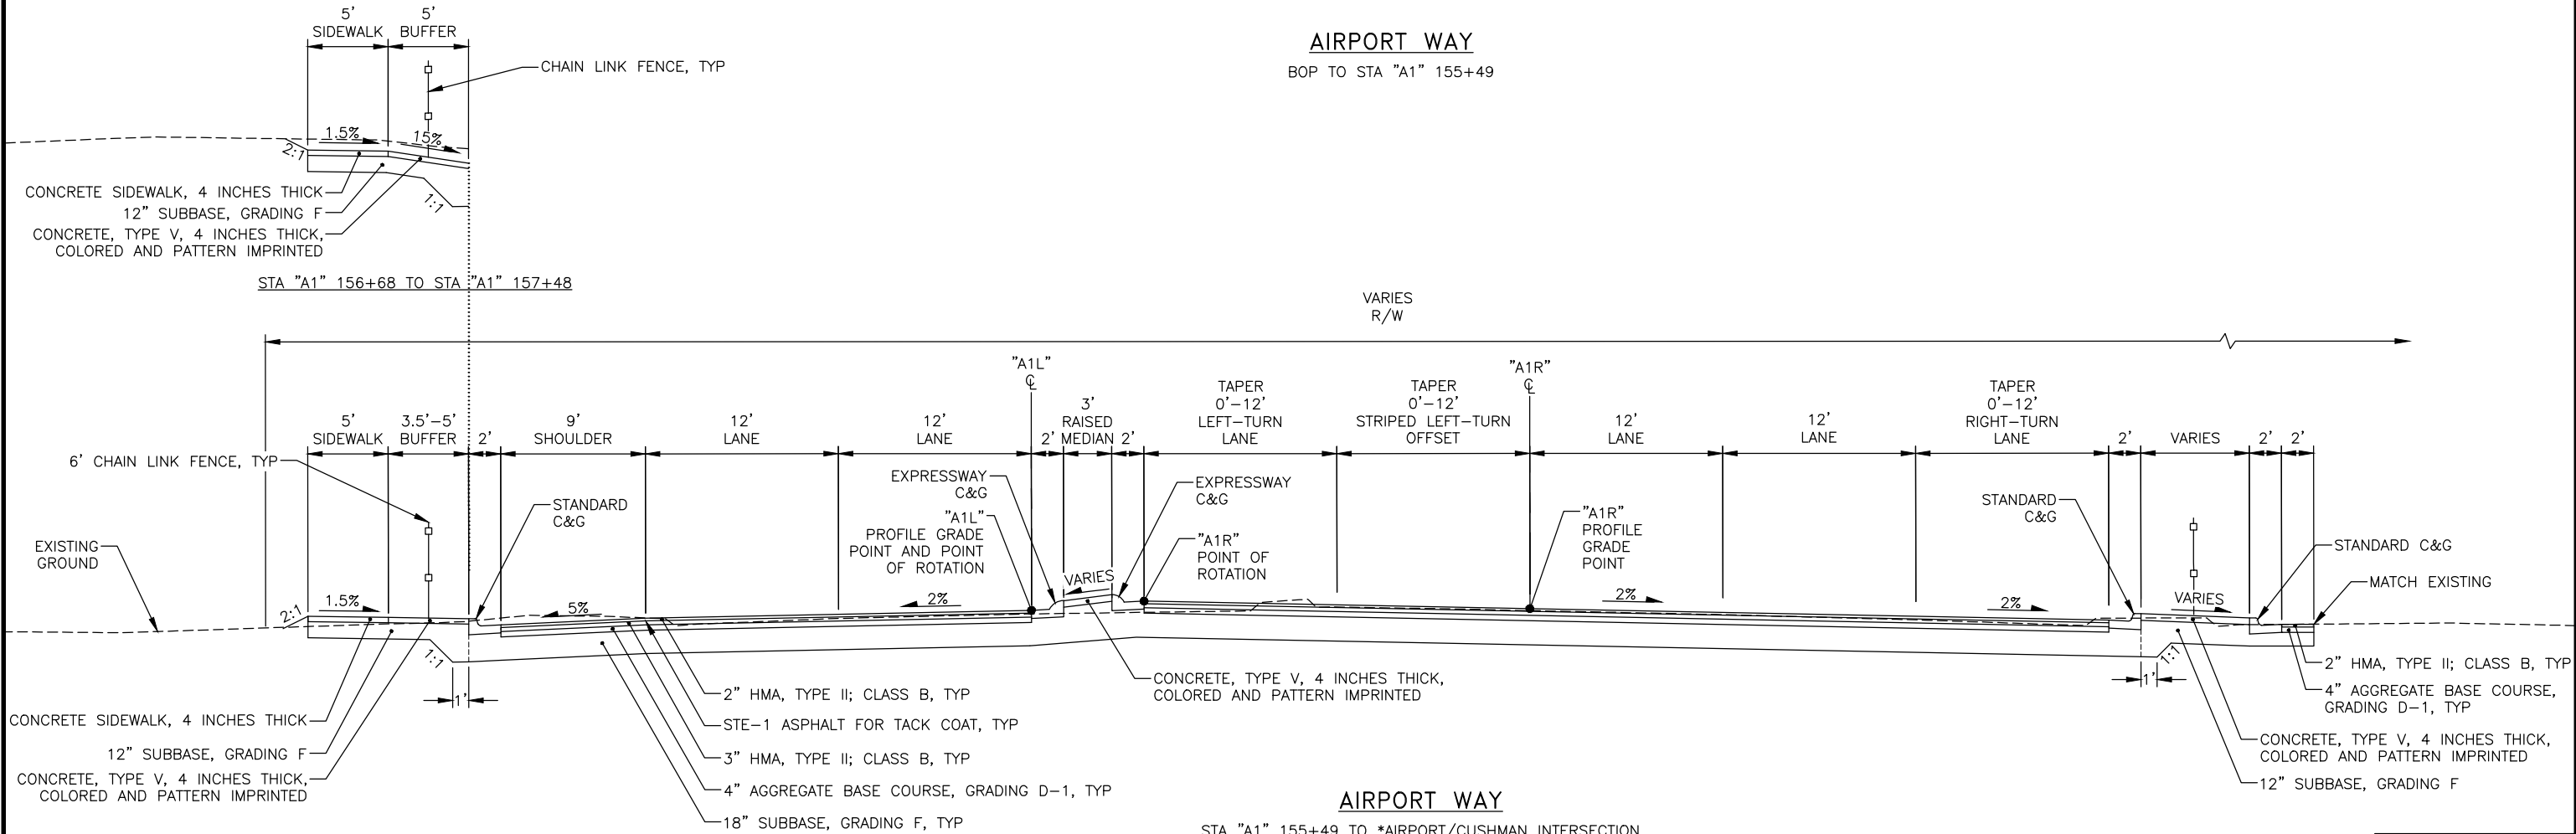 AIRPORT WAY
BOP TO STA "A1" 155+49
5'
SIDEWALK
5'
BUFFER
CHAIN LINK FENCE, TYP
1.5%
15%
2:1
1:1
CONCRETE SIDEWALK, 4 INCHES THICK
12" SUBBASE, GRADING F
CONCRETE, TYPE V, 4 INCHES THICK,
COLORED AND PATTERN IMPRINTED
STA "A1" 156+68 TO STA "A1" 157+48
VARIES
R/W
"A1L"
℄
"A1R"
℄
5'
SIDEWALK
3.5'-5'
BUFFER
2'
9'
SHOULDER
12'
LANE
12'
LANE
2'
3'
RAISED
MEDIAN
2'
TAPER
0'-12'
LEFT-TURN
LANE
TAPER
0'-12'
STRIPED LEFT-TURN
OFFSET
12'
LANE
12'
LANE
TAPER
0'-12'
RIGHT-TURN
LANE
2'
VARIES
2'
2'
6' CHAIN LINK FENCE, TYP
EXISTING
GROUND
STANDARD
C&G
EXPRESSWAY
C&G
"A1L"
PROFILE GRADE
POINT AND POINT
OF ROTATION
EXPRESSWAY
C&G
"A1R"
POINT OF
ROTATION
"A1R"
PROFILE
GRADE
POINT
STANDARD
C&G
STANDARD C&G
MATCH EXISTING
2:1
1.5%
5%
2%
VARIES
2%
2%
VARIES
1:1
1:1
1'
1'
CONCRETE SIDEWALK, 4 INCHES THICK
12" SUBBASE, GRADING F
CONCRETE, TYPE V, 4 INCHES THICK,
COLORED AND PATTERN IMPRINTED
2" HMA, TYPE II; CLASS B, TYP
STE-1 ASPHALT FOR TACK COAT, TYP
3" HMA, TYPE II; CLASS B, TYP
4" AGGREGATE BASE COURSE, GRADING D-1, TYP
18" SUBBASE, GRADING F, TYP
CONCRETE, TYPE V, 4 INCHES THICK,
COLORED AND PATTERN IMPRINTED
2" HMA, TYPE II; CLASS B, TYP
4" AGGREGATE BASE COURSE,
GRADING D-1, TYP
CONCRETE, TYPE V, 4 INCHES THICK,
COLORED AND PATTERN IMPRINTED
12" SUBBASE, GRADING F
AIRPORT WAY
STA "A1" 155+49 TO *AIRPORT/CUSHMAN INTERSECTION